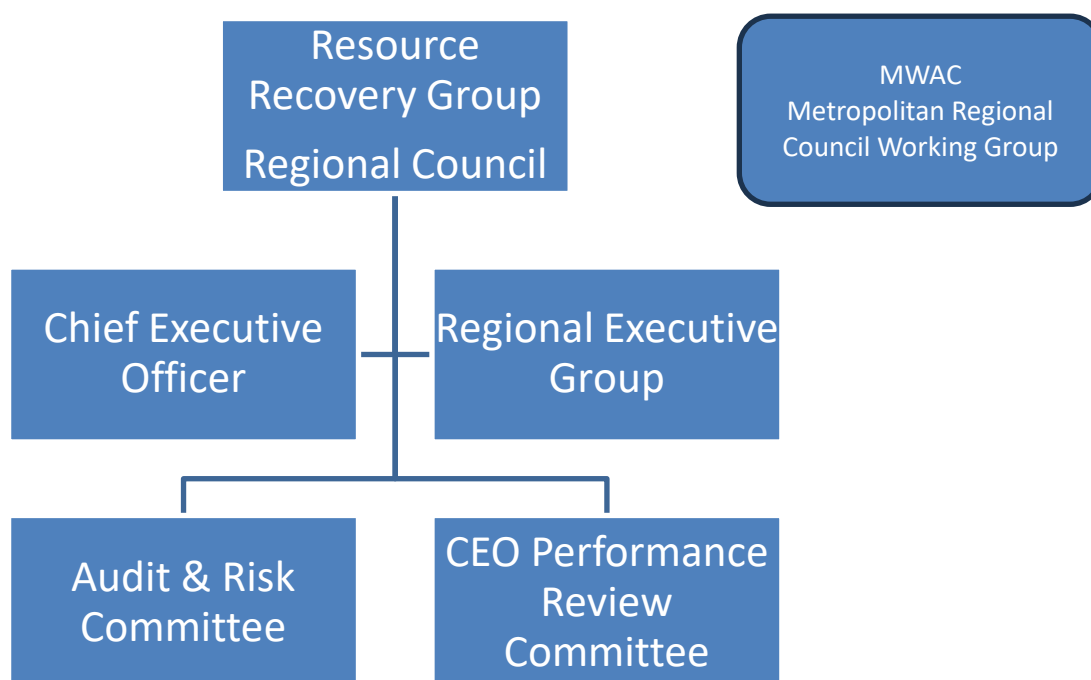 Resource
Recovery Group
Regional Council
MWAC
Metropolitan Regional
Council Working Group
Chief Executive
Officer
Regional Executive
Group
Audit & Risk
Committee
CEO Performance
Review
Committee